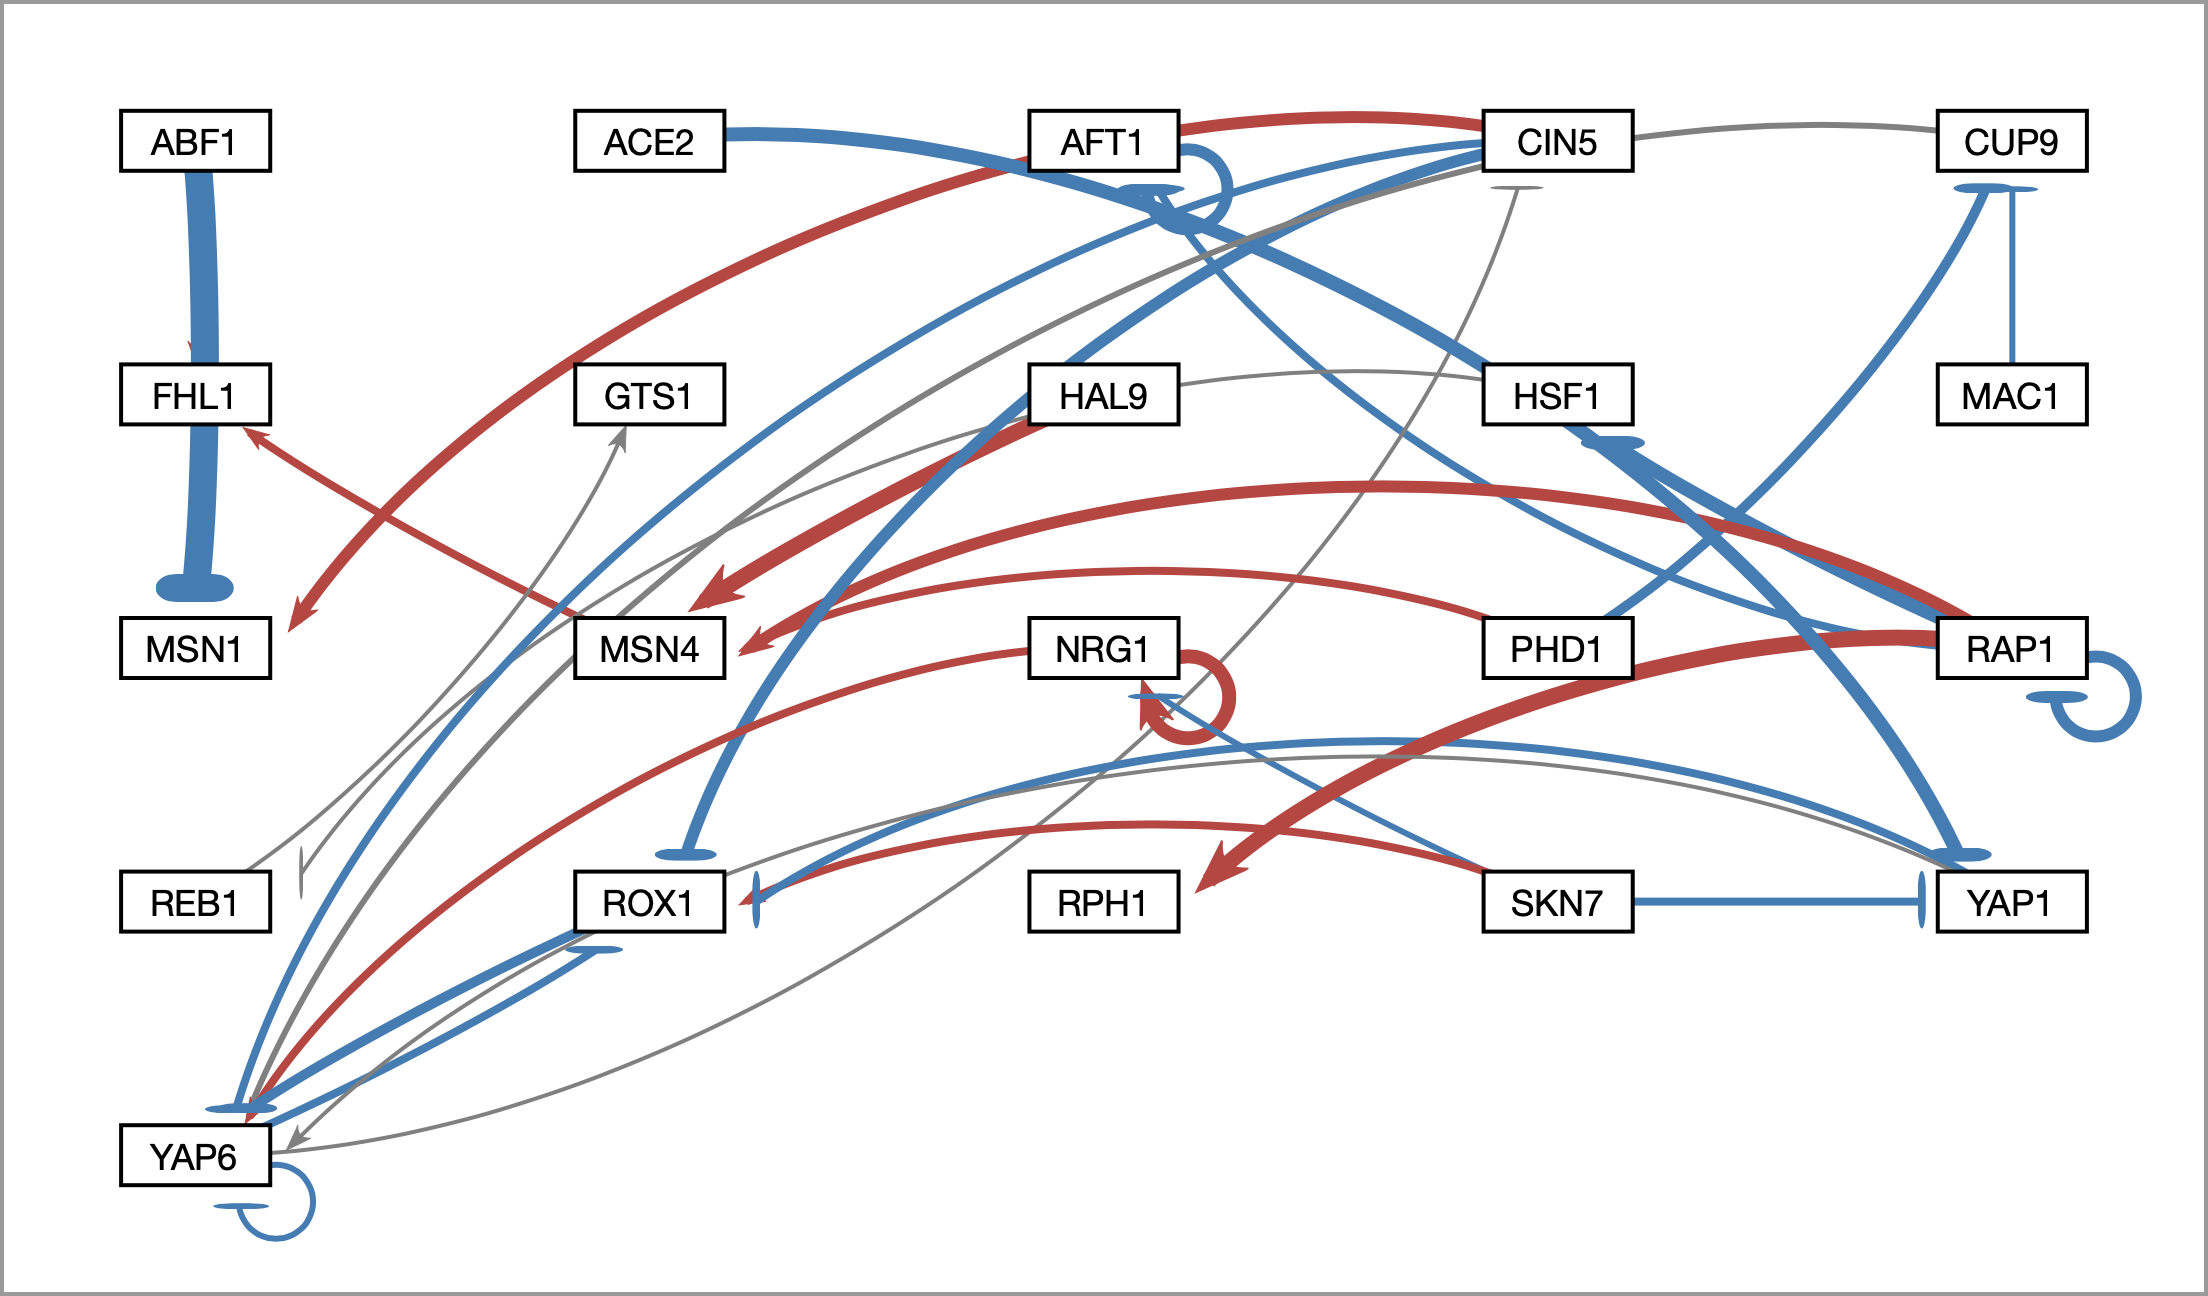 ABF1
ACE2
AFT1
CIN5
CUP9
FHL1
GTS1
HAL9
HSF1
MAC1
MSN1
MSN4
NRG1
PHD1
RAP1
REB1
ROX1
RPH1
SKN7
YAP1
YAP6